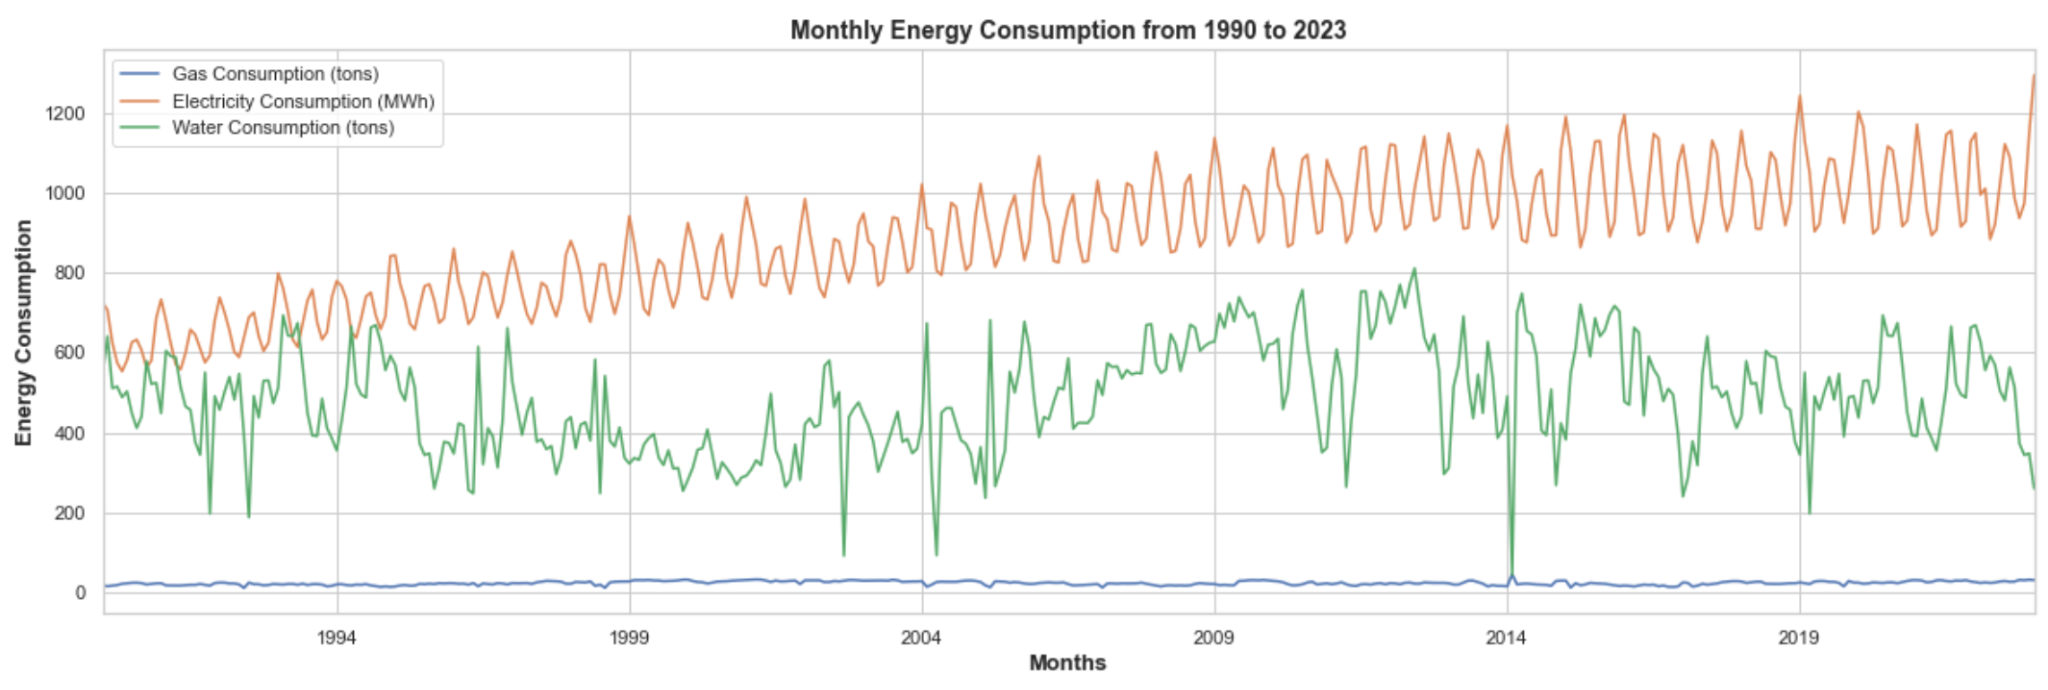 Monthly Energy Consumption from 1990 to 2023
Gas Consumption (tons)
Electricity Consumption (MWh)
Water Consumption (tons)
Energy Consumption
1200
1000
800
600
400
200
0
1994
1999
2004
2009
2014
2019
Months